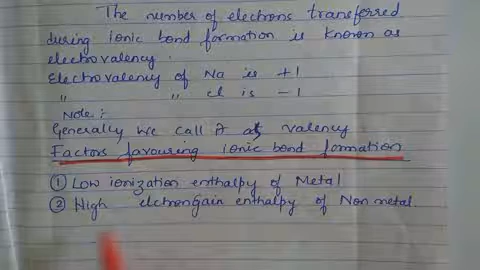 The number of electrons transferred
during ionic bond formation is known as
electrovalency.
Electrovalency of Na is +1
" " cl is -1
Note:
Generally we call it as valency
Factors favouring ionic bond formation
① Low ionization enthalpy of Metal
② High elctrongain enthalpy of Non metal.